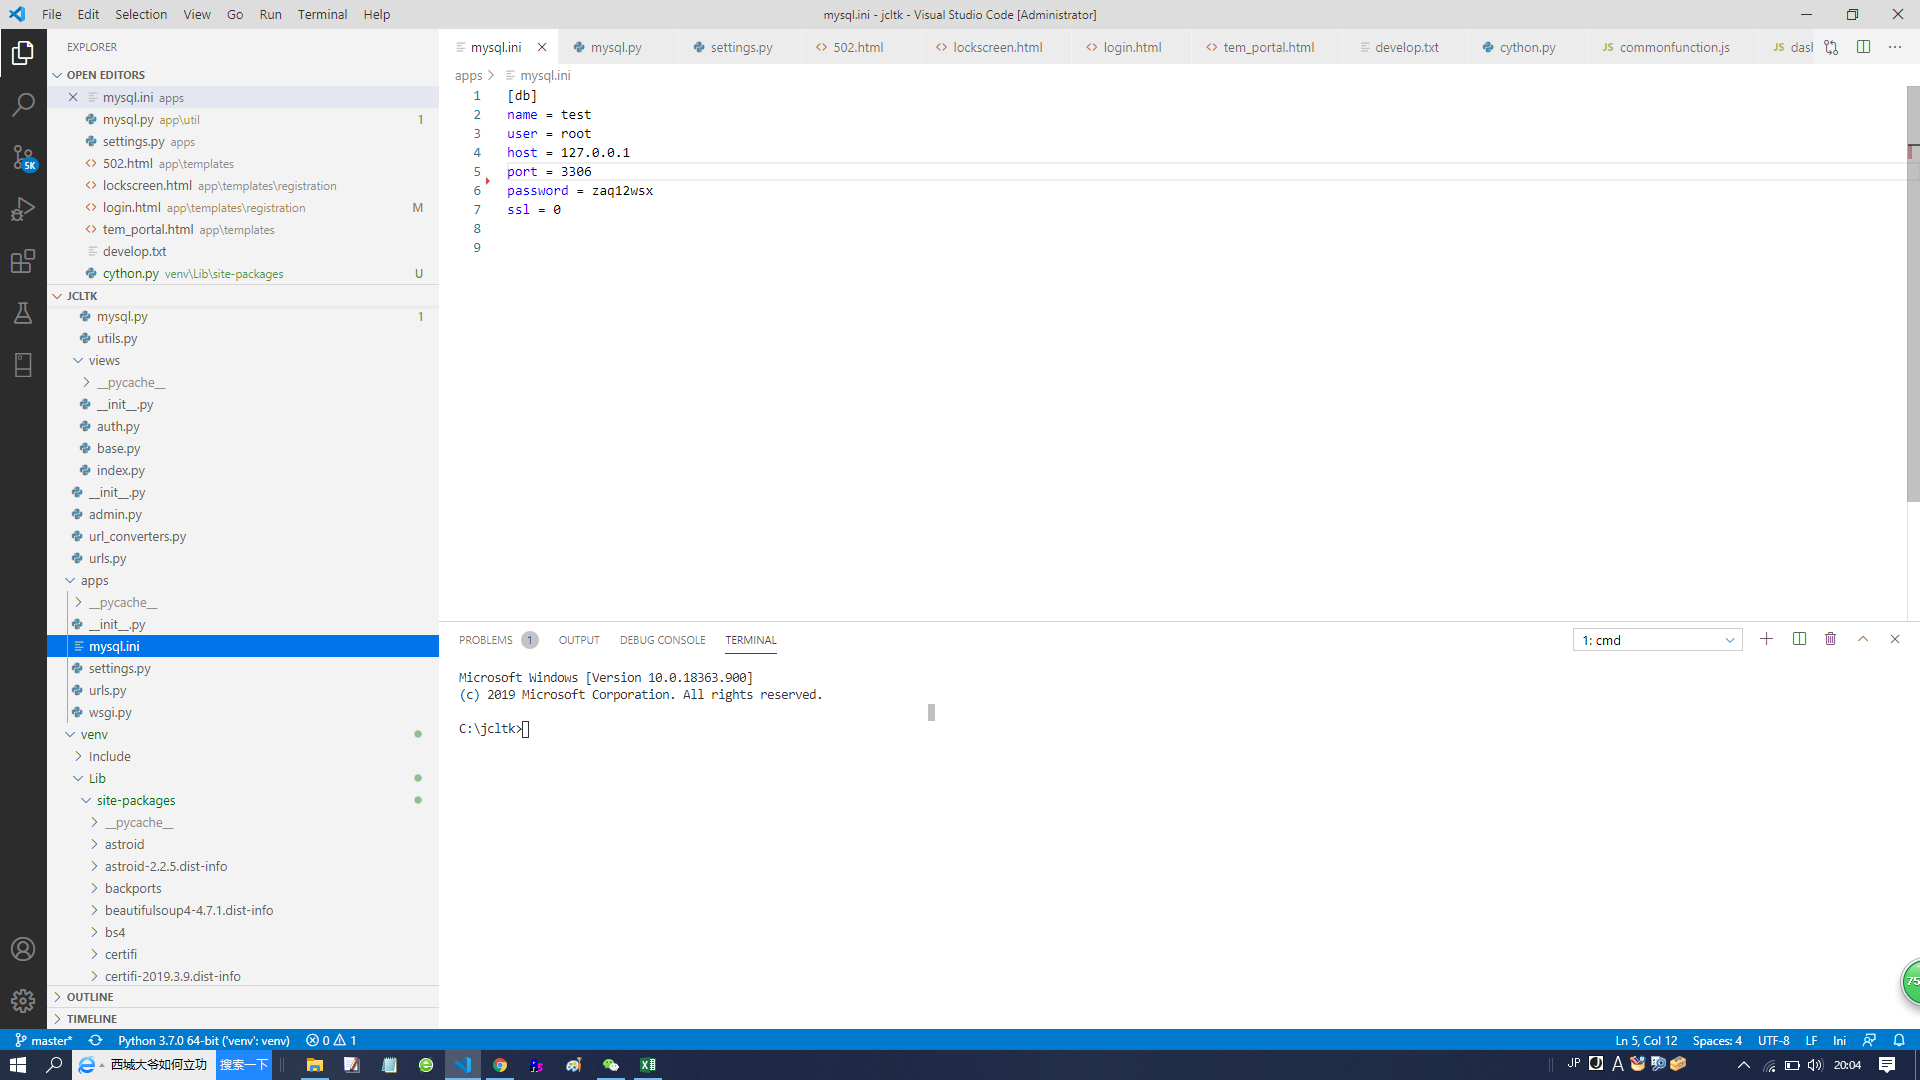 File Edit Selection View Go Run Terminal Help
mysql.ini - jcltk - Visual Studio Code [Administrator]
EXPLORER
OPEN EDITORS
mysql.ini apps
mysql.py app\util 1
settings.py apps
502.html app\templates
lockscreen.html app\templates\registration
login.html app\templates\registration M
tem_portal.html app\templates
develop.txt
cython.py venv\Lib\site-packages U
JCLTK
mysql.py 1
utils.py
views
__pycache__
__init__.py
auth.py
base.py
index.py
__init__.py
admin.py
url_converters.py
urls.py
apps
__pycache__
__init__.py
mysql.ini
settings.py
urls.py
wsgi.py
venv
Include
Lib
site-packages
__pycache__
astroid
astroid-2.2.5.dist-info
backports
beautifulsoup4-4.7.1.dist-info
bs4
certifi
certifi-2019.3.9.dist-info
OUTLINE
TIMELINE
5K
mysql.ini mysql.py settings.py 502.html lockscreen.html login.html tem_portal.html develop.txt cython.py JS commonfunction.js JS dasl
apps mysql.ini
1 [db]
2 name = test
3 user = root
4 host = 127.0.0.1
5 port = 3306
6 password = zaq12wsx
7 ssl = 0
8
9
PROBLEMS 1 OUTPUT DEBUG CONSOLE TERMINAL
1: cmd
Microsoft Windows [Version 10.0.18363.900]
(c) 2019 Microsoft Corporation. All rights reserved.
C:\jcltk>
75
master* Python 3.7.0 64-bit ('venv': venv) 0 1
Ln 5, Col 12 Spaces: 4 UTF-8 LF Ini
西城大爷如何立功 搜索一下
JP A 20:04